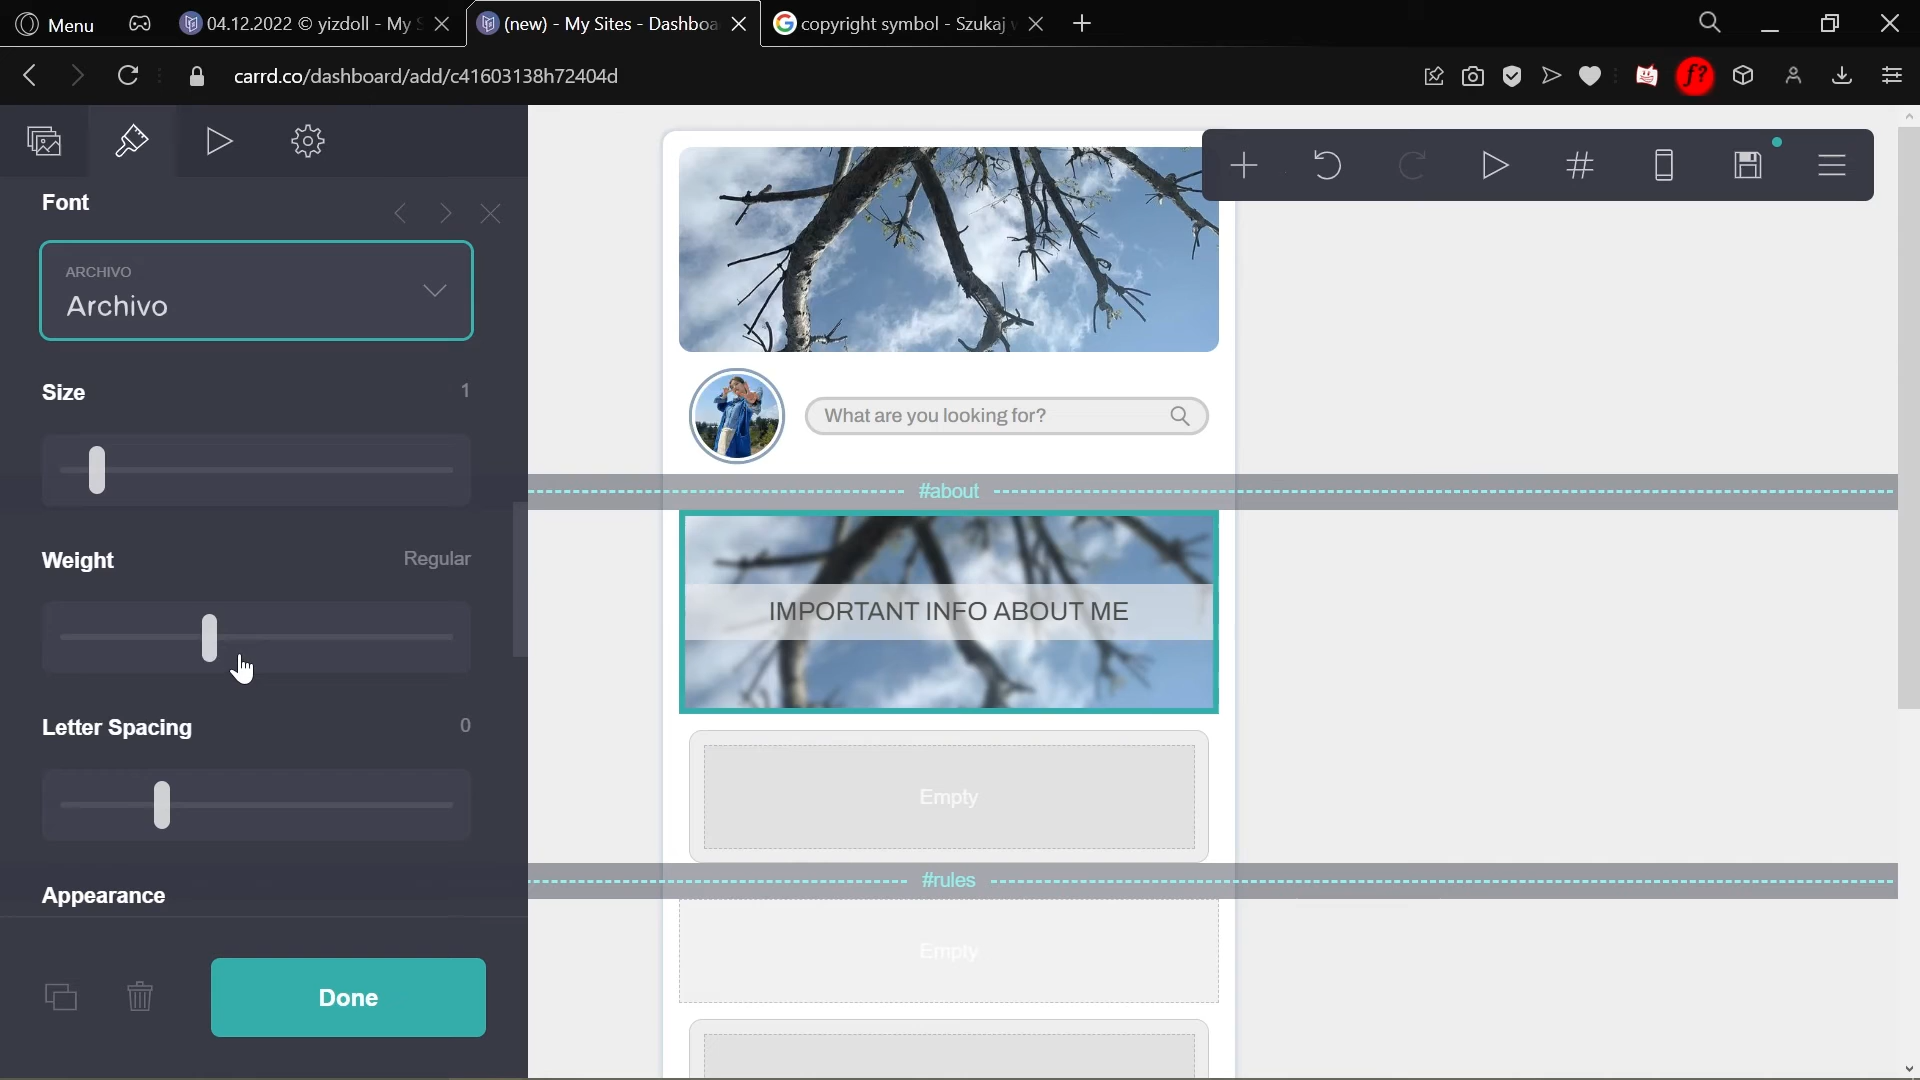 Menu
04.12.2022 © yizdoll - My S
(new) - My Sites - Dashboa
copyright symbol - Szukaj w
carrd.co/dashboard/add/c41603138h72404d
f?
Font
ARCHIVO
Archivo
Size 1
Weight Regular
Letter Spacing 0
Appearance
Done
What are you looking for?
#about
IMPORTANT INFO ABOUT ME
Empty
#rules
Empty